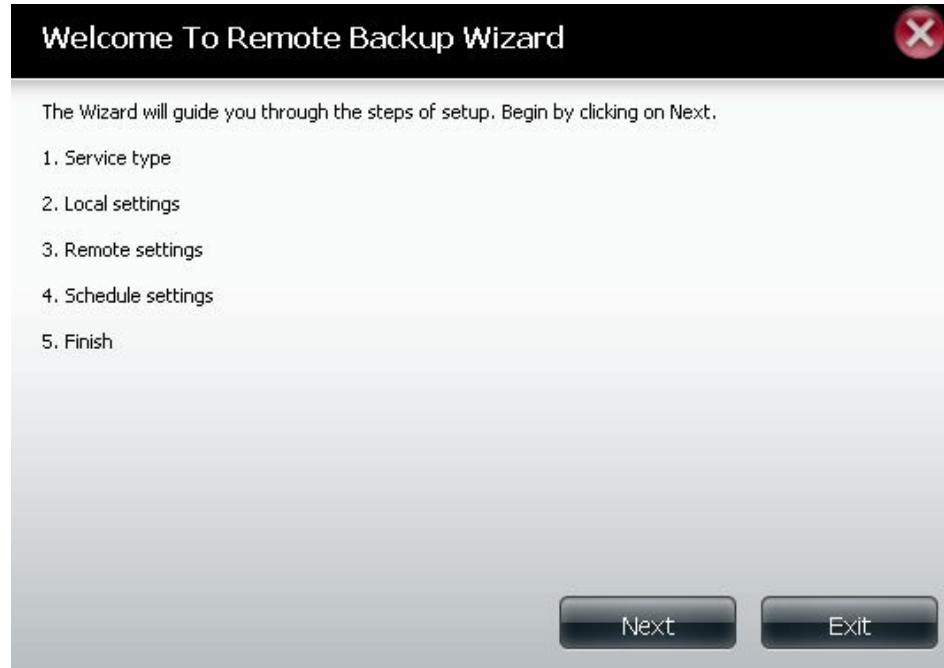 Welcome To Remote Backup Wizard
The Wizard will guide you through the steps of setup. Begin by clicking on Next.
1. Service type
2. Local settings
3. Remote settings
4. Schedule settings
5. Finish
Next
Exit